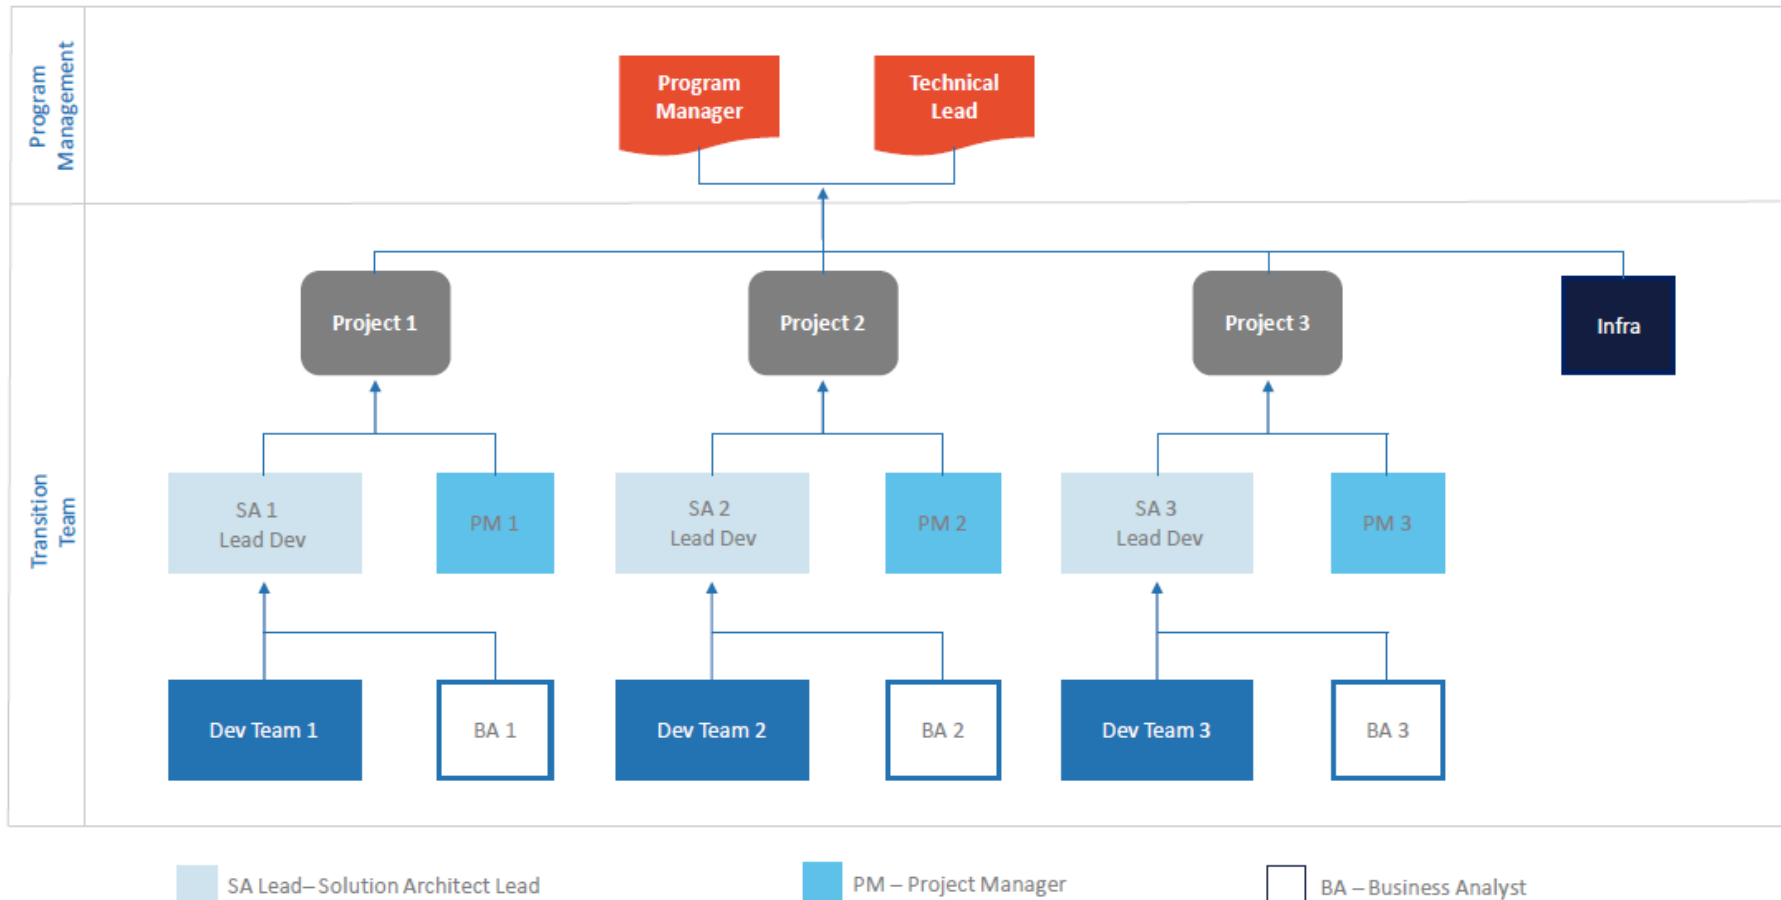 Program
Management
Program
Manager
Technical
Lead
Transition
Team
Project 1
Project 2
Project 3
Infra
SA 1
Lead Dev
PM 1
SA 2
Lead Dev
PM 2
SA 3
Lead Dev
PM 3
Dev Team 1
BA 1
Dev Team 2
BA 2
Dev Team 3
BA 3
SA Lead– Solution Architect Lead
PM – Project Manager
BA – Business Analyst